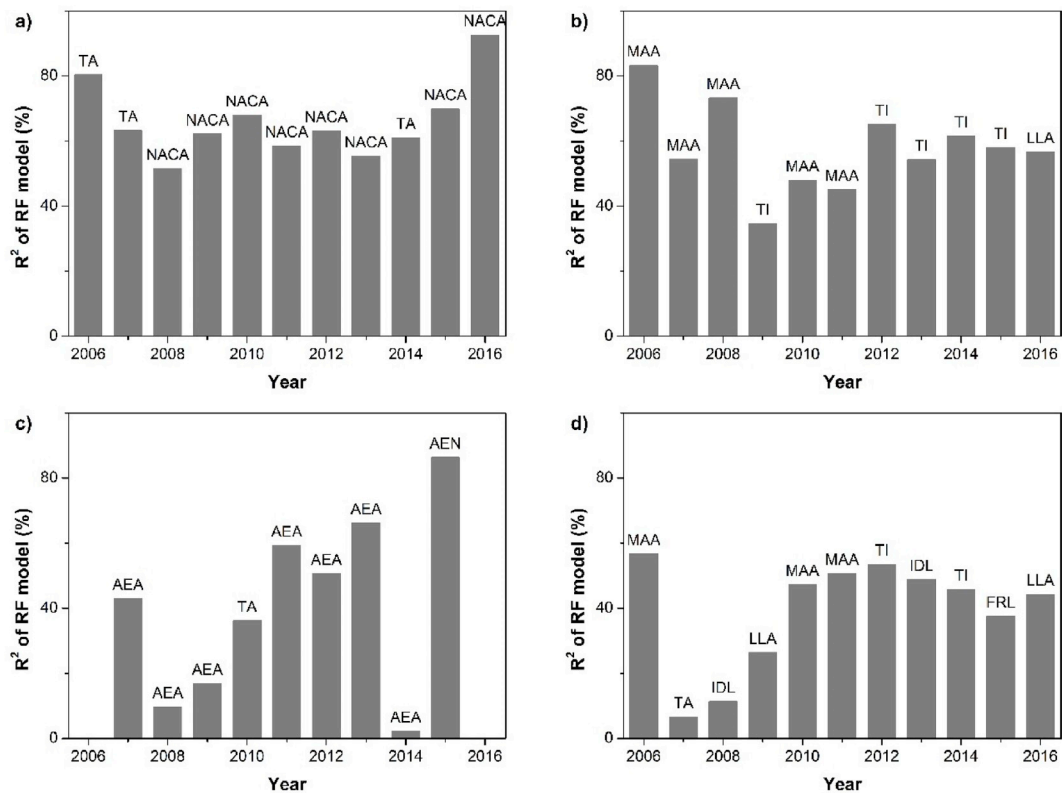 a)
R² of RF model (%)
80
40
0
TA
TA
NACA
NACA
NACA
NACA
NACA
NACA
TA
NACA
NACA
2006 2008 2010 2012 2014 2016
Year
b)
R² of RF model (%)
80
40
0
MAA
MAA
MAA
TI
MAA
MAA
TI
TI
TI
TI
LLA
2006 2008 2010 2012 2014 2016
Year
c)
R² of RF model (%)
80
40
0
AEA
AEA
AEA
TA
AEA
AEA
AEA
AEA
AEN
2006 2008 2010 2012 2014 2016
Year
d)
R² of RF model (%)
80
40
0
MAA
TA
IDL
LLA
MAA
MAA
TI
IDL
TI
FRL
LLA
2006 2008 2010 2012 2014 2016
Year